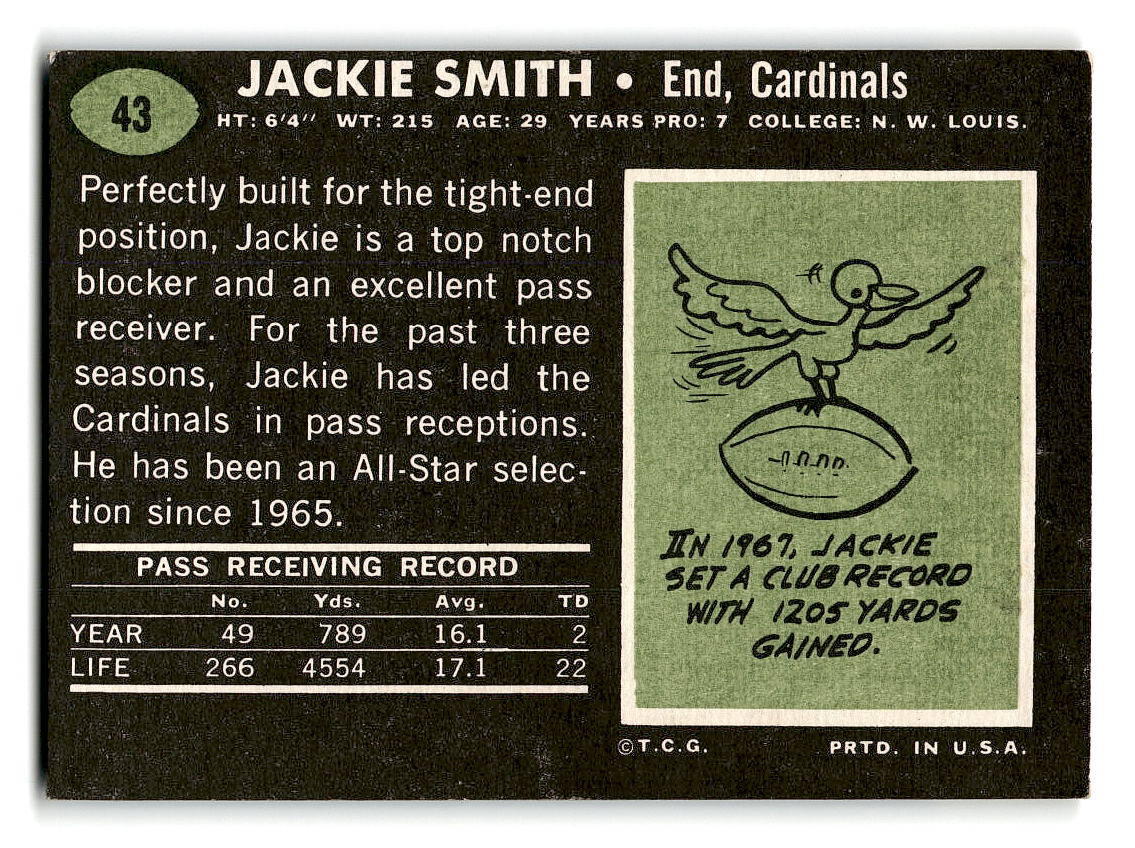 43
JACKIE SMITH • End, Cardinals
HT: 6'4" WT: 215 AGE: 29 YEARS PRO: 7 COLLEGE: N. W. LOUIS.
Perfectly built for the tight-end
position, Jackie is a top notch
blocker and an excellent pass
receiver. For the past three
seasons, Jackie has led the
Cardinals in pass receptions.
He has been an All-Star selec-
tion since 1965.
PASS RECEIVING RECORD
No. Yds. Avg. TD
YEAR 49 789 16.1 2
LIFE 266 4554 17.1 22
IN 1967, JACKIE
SET A CLUB RECORD
WITH 1205 YARDS
GAINED.
©T.C.G. PRTD. IN U.S.A.